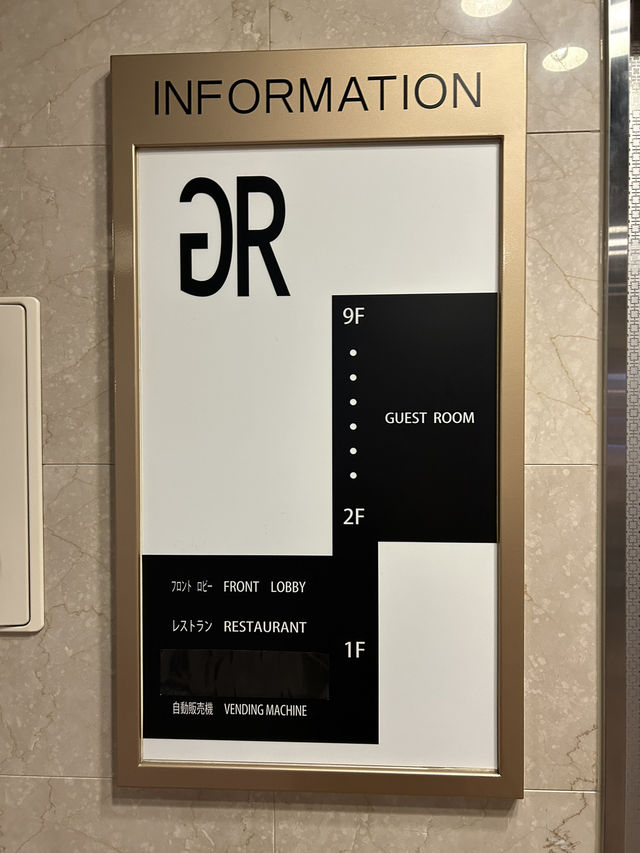 INFORMATION
GR
9F
GUEST ROOM
2F
フロント ロビー FRONT LOBBY
レストラン RESTAURANT
1F
自動販売機 VENDING MACHINE